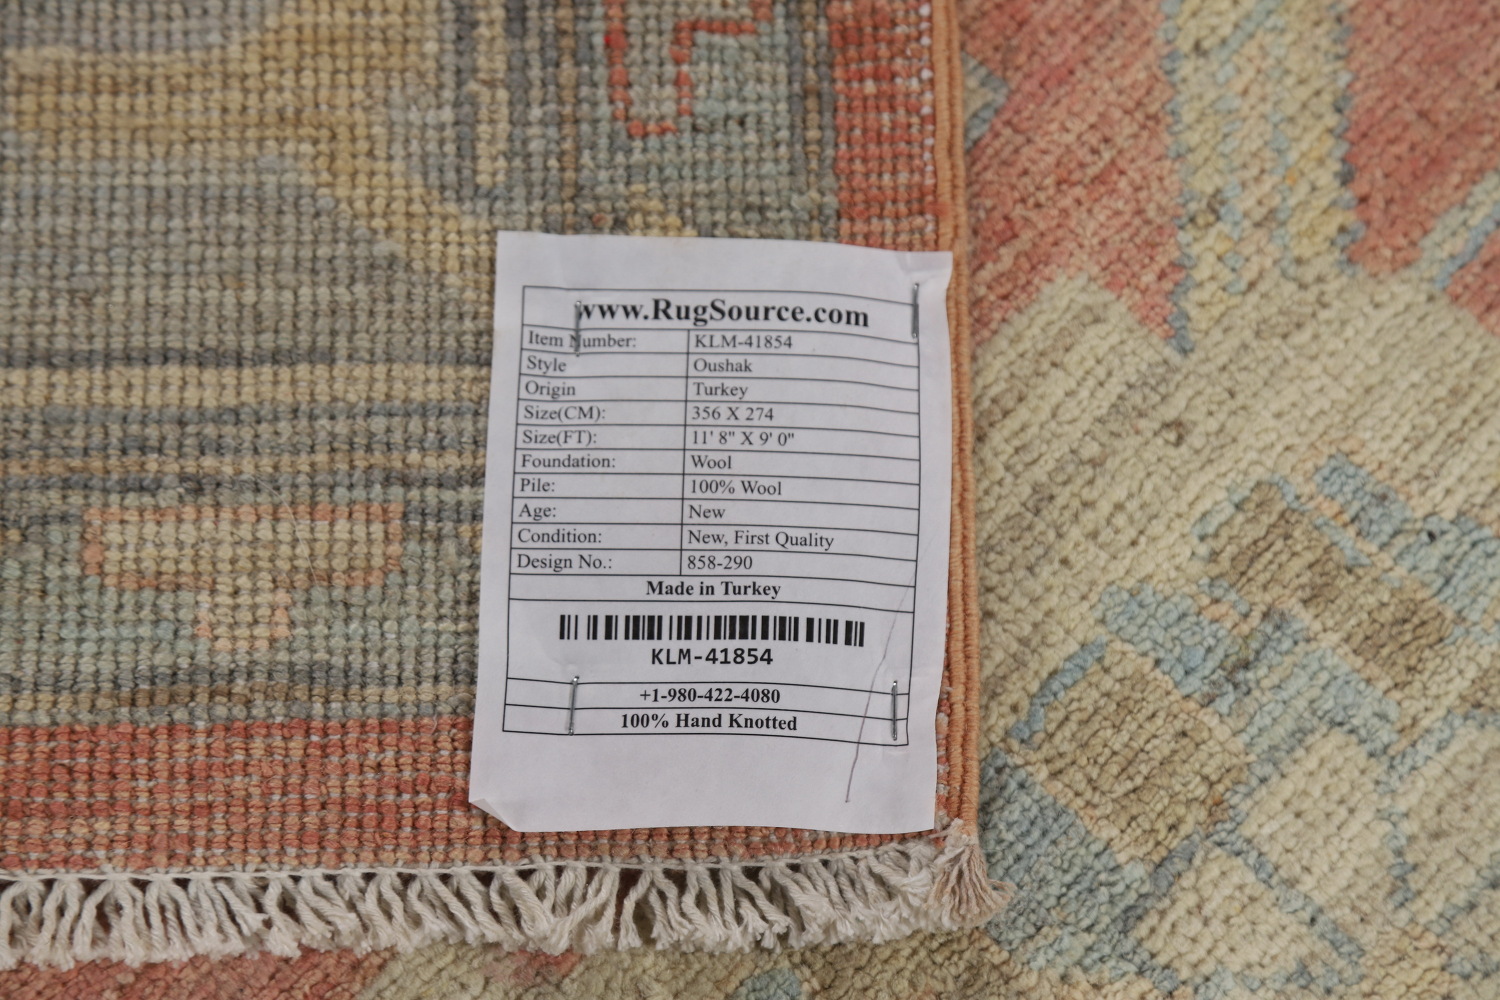 www.RugSource.com
Item Number: KLM-41854
Style Oushak
Origin Turkey
Size(CM): 356 X 274
Size(FT): 11' 8" X 9' 0"
Foundation: Wool
Pile: 100% Wool
Age: New
Condition: New, First Quality
Design No.: 858-290
Made in Turkey
KLM-41854
+1-980-422-4080
100% Hand Knotted